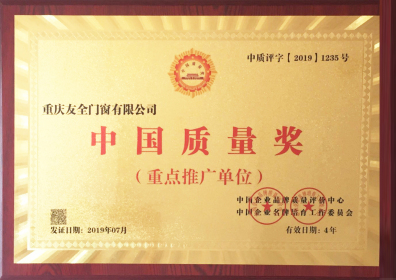 中质评字【2019】1235号
重庆友全门窗有限公司
中国质量奖
(重点推广单位)
中国企业品牌质量评价中心
中国企业名牌培育工作委员会
发证日期: 2019年07月
有效日期: 4年